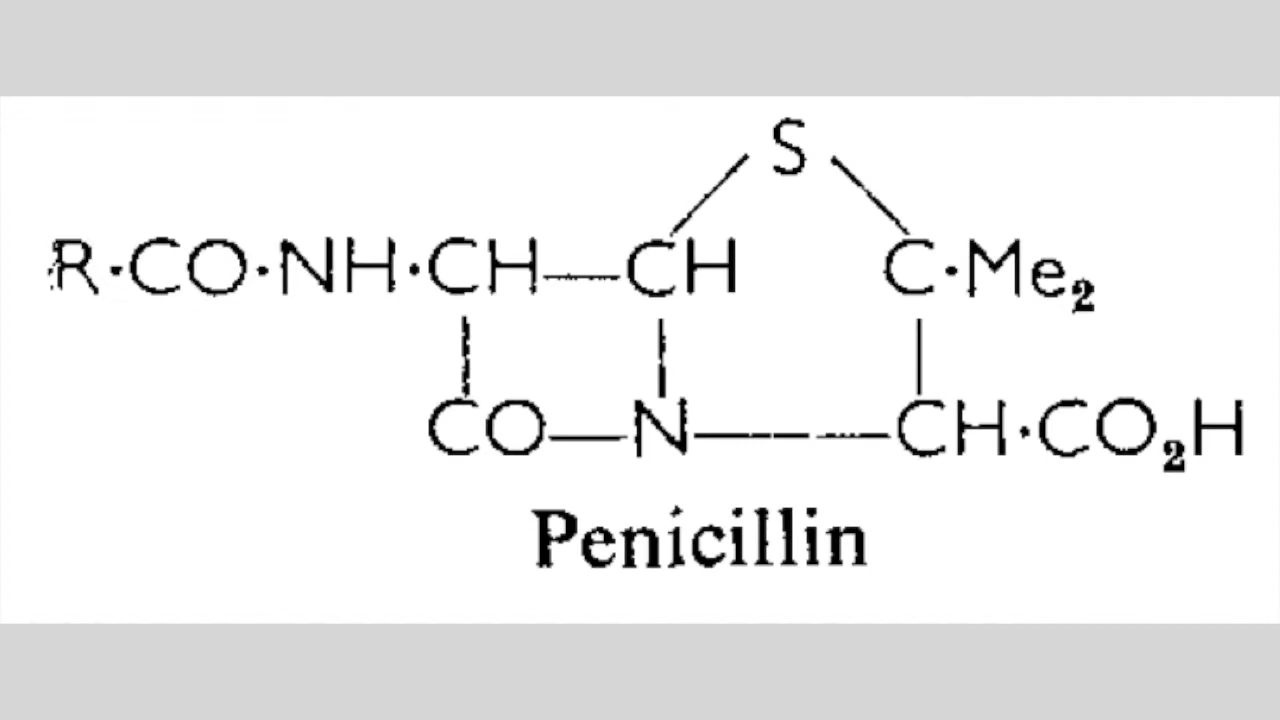 S
R·CO·NH·CH—CH C·Me₂
CO—N—CH·CO₂H
Penicillin